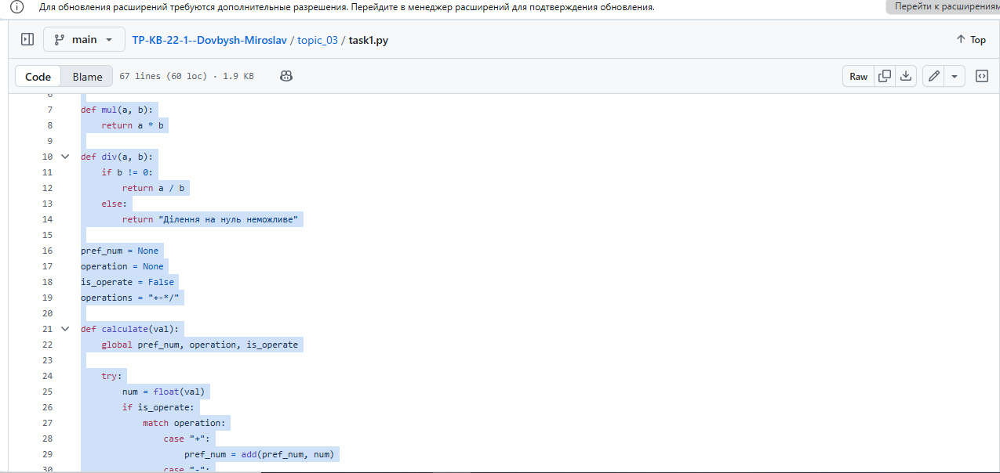 Для обновления расширений требуются дополнительные разрешения. Перейдите в менеджер расширений для подтверждения обновления.
Перейти к расширениям
main
TP-KB-22-1--Dovbysh-Miroslav / topic_03 / task1.py
Top
Code
Blame
67 lines (60 loc) · 1.9 KB
Raw
6
7 def mul(a, b):
8 return a * b
9
10 def div(a, b):
11 if b != 0:
12 return a / b
13 else:
14 return "Ділення на нуль неможливе"
15
16 pref_num = None
17 operation = None
18 is_operate = False
19 operations = "+-*/"
20
21 def calculate(val):
22 global pref_num, operation, is_operate
23
24 try:
25 num = float(val)
26 if is_operate:
27 match operation:
28 case "+":
29 pref_num = add(pref_num, num)
30 case "-":